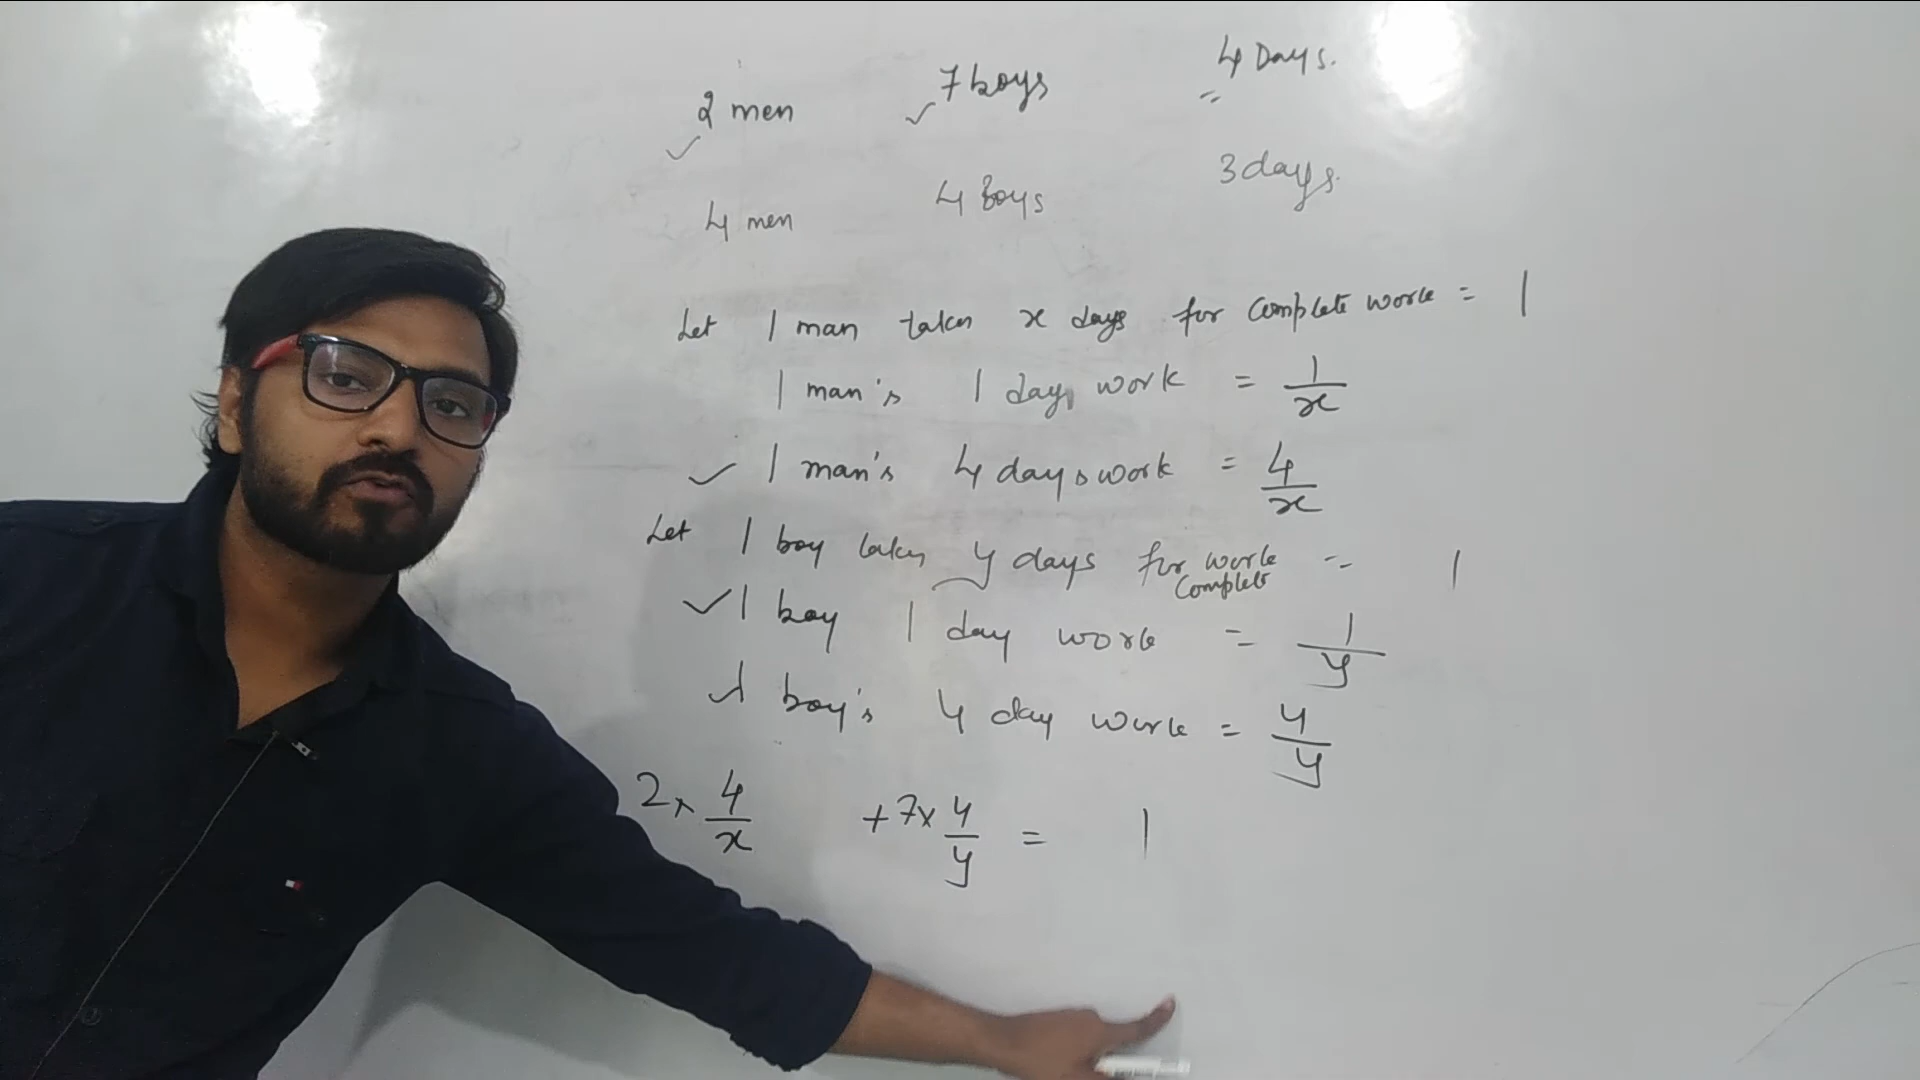 2 men 7 boys 4 Days.
4 men 4 Boys 3 days.
Let 1 man takes x days for complete work = 1
1 man's 1 day work = 1/x
1 man's 4 days work = 4/x
Let 1 boy takes y days for work = 1
complete
1 boy 1 day work = 1/y
1 boy's 4 day work = 4/y
2 × 4/x + 7 × 4/y = 1